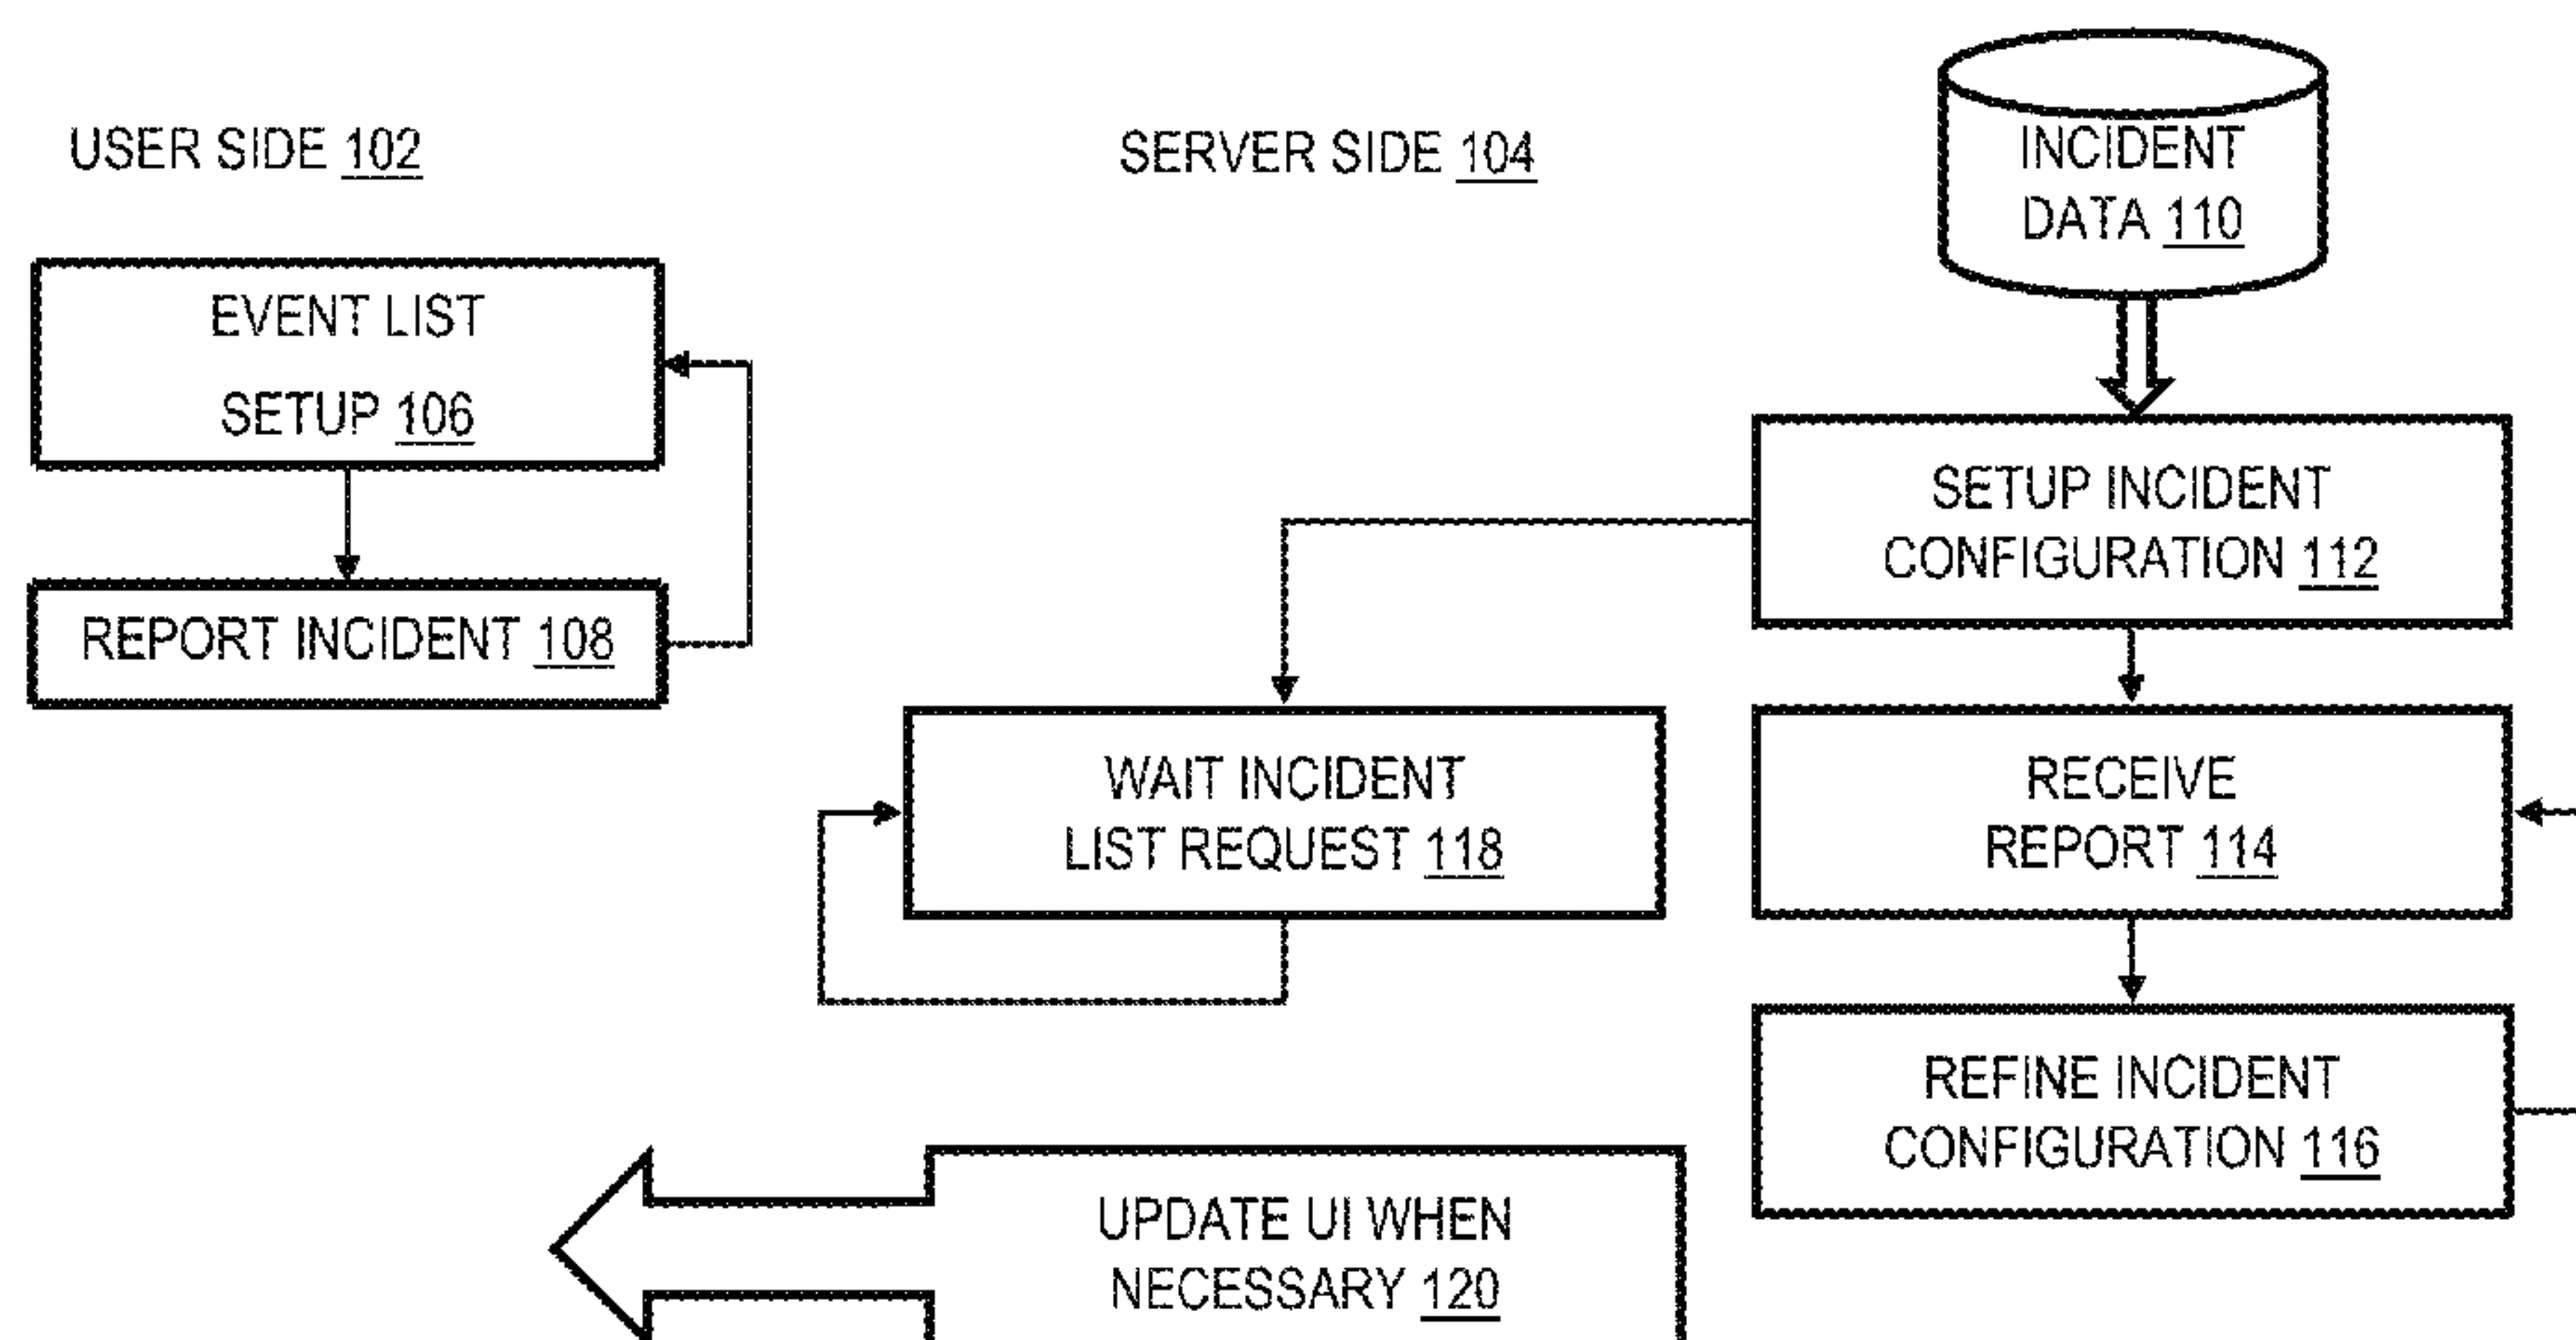 USER SIDE 102
SERVER SIDE 104
INCIDENT
DATA 110
EVENT LIST
SETUP 106
REPORT INCIDENT 108
SETUP INCIDENT
CONFIGURATION 112
WAIT INCIDENT
LIST REQUEST 118
RECEIVE
REPORT 114
REFINE INCIDENT
CONFIGURATION 116
UPDATE UI WHEN
NECESSARY 120